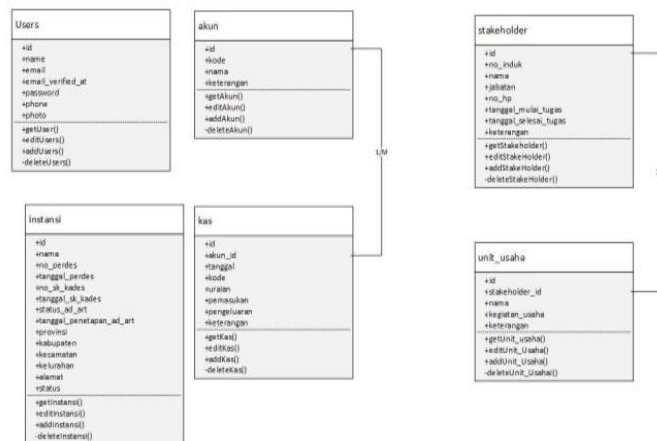 Users
+id
+name
+email
+email_verified_at
+password
+phone
+photo
+getUser()
+editUsers()
+addUsers()
-deleteUsers()
akun
+id
+kode
+nama
+keterangan
+getAkun()
+editAkun()
+addAkun()
-deleteAkun()
1/M
stakeholder
+id
+no_induk
+nama
+jabatan
+no_hp
+tanggal_mulai_tugas
+tanggal_selesai_tugas
+keterangan
+getStakeholder()
+editStakeHolder()
+addStakeHolder()
-deleteStakeHolder()
instansi
+id
+nama
+no_perdes
+tanggal_perdes
+no_sk_kades
+tanggal_sk_kades
+status_ad_art
+tanggal_penetapan_ad_art
+provinsi
+kabupaten
+kecamatan
+kelurahan
+alamat
+status
+getInstansi()
+editInstansi()
+addInstansi()
-deleteInstansi()
kas
+id
+akun_id
+tanggal
+kode
+uraian
+pemasukan
+pengeluaran
+keterangan
+getKas()
+editKas()
+addKas()
-deleteKas()
unit_usaha
+id
+stakeholder_id
+nama
+kegiatan_usaha
+keterangan
+getUnit_usaha()
+editUnit_Usaha()
+addUnit_Usaha()
-deleteUnit_Usahai()